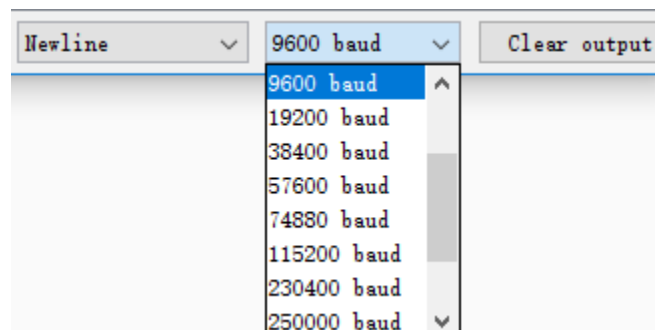 Newline 9600 baud Clear output
9600 baud
19200 baud
38400 baud
57600 baud
74880 baud
115200 baud
230400 baud
250000 baud